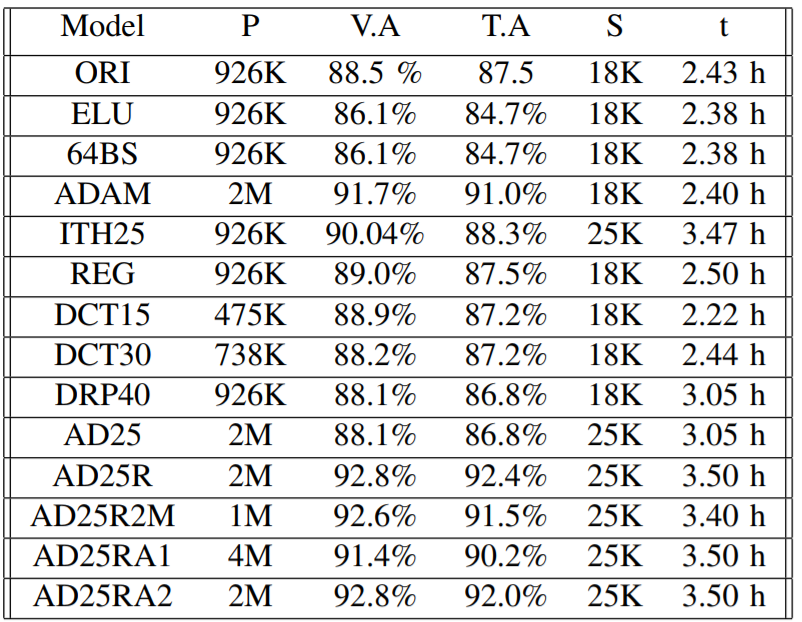 Model P V.A T.A S t
ORI 926K 88.5 % 87.5 18K 2.43 h
ELU 926K 86.1% 84.7% 18K 2.38 h
64BS 926K 86.1% 84.7% 18K 2.38 h
ADAM 2M 91.7% 91.0% 18K 2.40 h
ITH25 926K 90.04% 88.3% 25K 3.47 h
REG 926K 89.0% 87.5% 18K 2.50 h
DCT15 475K 88.9% 87.2% 18K 2.22 h
DCT30 738K 88.2% 87.2% 18K 2.44 h
DRP40 926K 88.1% 86.8% 18K 3.05 h
AD25 2M 88.1% 86.8% 25K 3.05 h
AD25R 2M 92.8% 92.4% 25K 3.50 h
AD25R2M 1M 92.6% 91.5% 25K 3.40 h
AD25RA1 4M 91.4% 90.2% 25K 3.50 h
AD25RA2 2M 92.8% 92.0% 25K 3.50 h